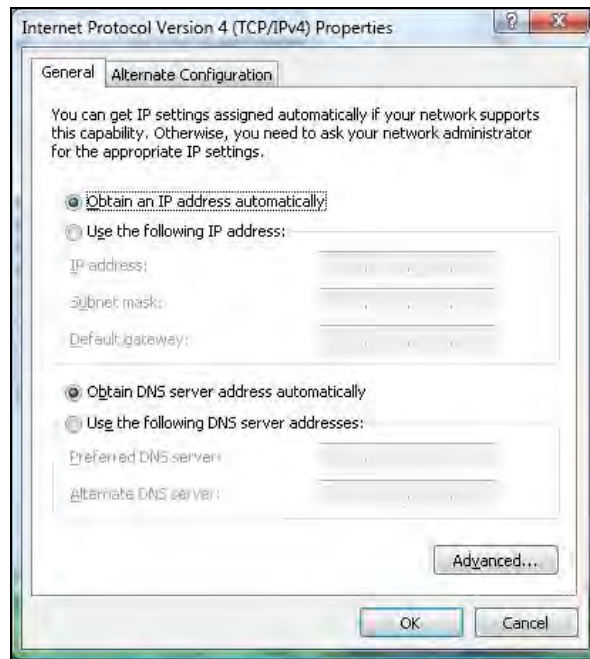 Internet Protocol Version 4 (TCP/IPv4) Properties
General
Alternate Configuration
You can get IP settings assigned automatically if your network supports
this capability. Otherwise, you need to ask your network administrator
for the appropriate IP settings.
Obtain an IP address automatically
Use the following IP address:
IP address:
Subnet mask:
Default gateway:
Obtain DNS server address automatically
Use the following DNS server addresses:
Preferred DNS server:
Alternate DNS server:
Advanced...
OK
Cancel